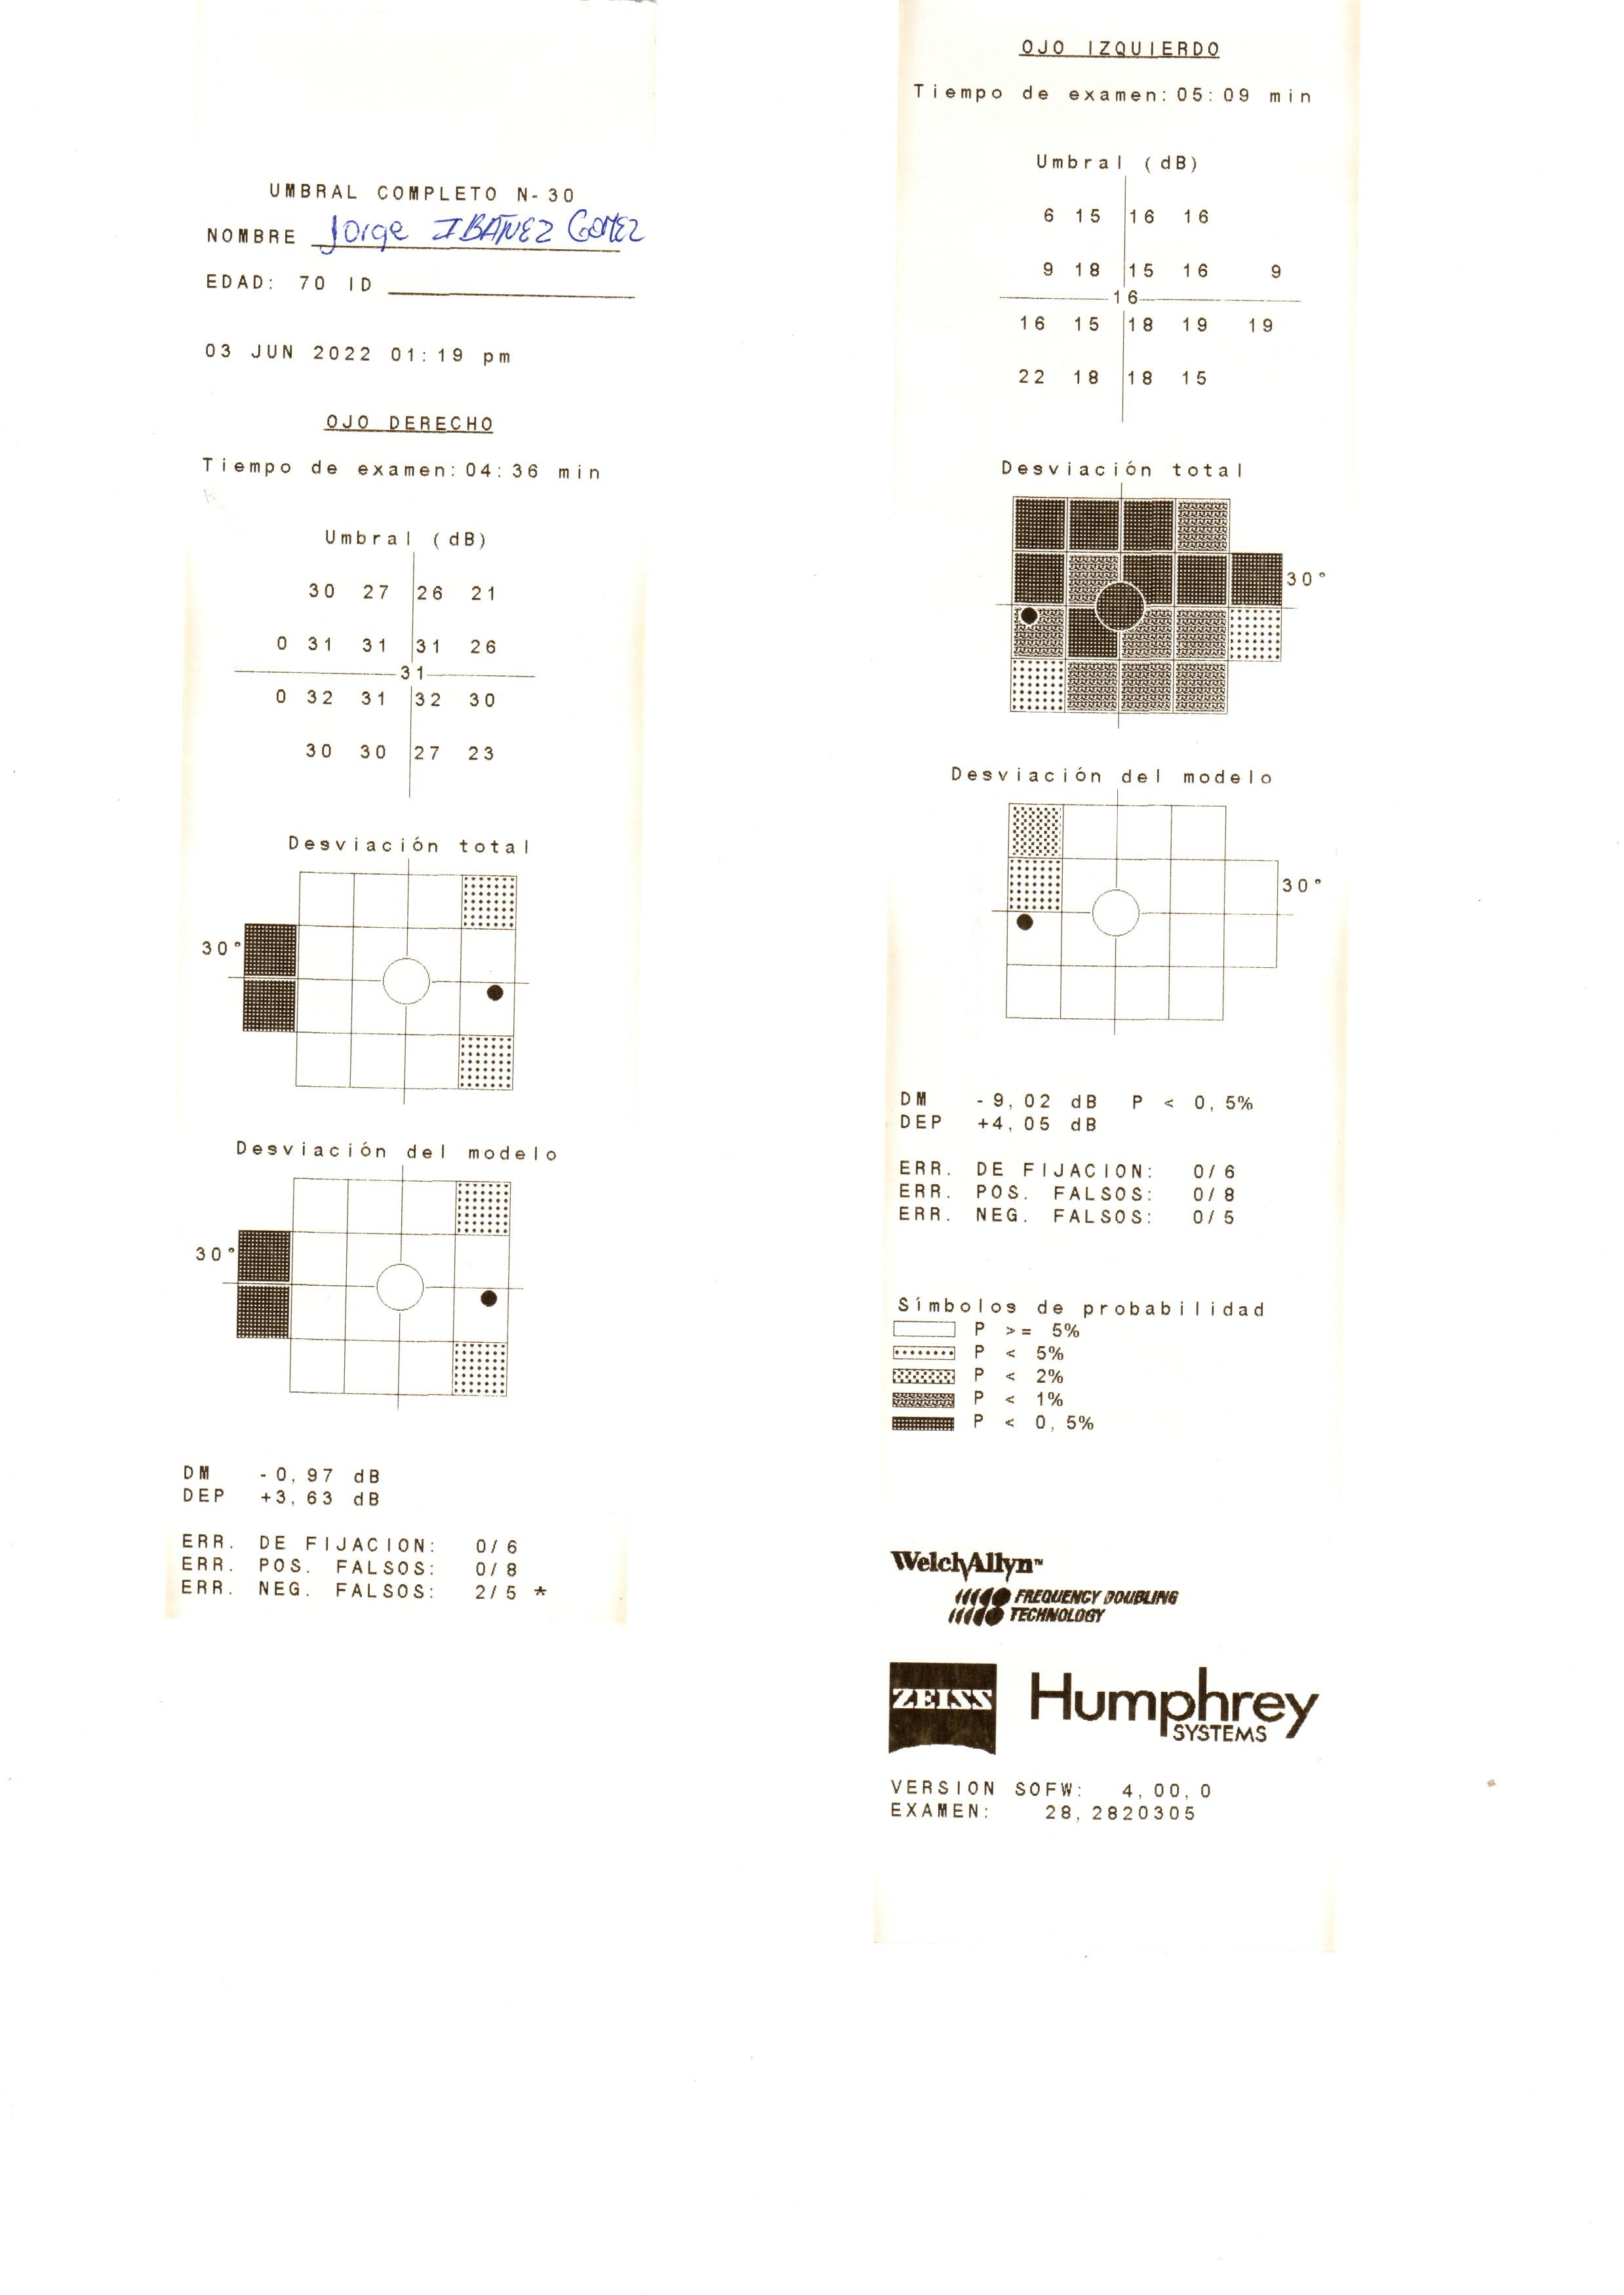 UMBRAL COMPLETO N-30
NOMBRE Jorge IBAÑEZ GOMEZ
EDAD: 70 ID
03 JUN 2022 01:19 pm
OJO DERECHO
Tiempo de examen:04:36 min
Umbral (dB)
30 27 26 21
0 31 31 31 26
31
0 32 31 32 30
30 30 27 23
Desviación total
30°
Desviación del modelo
30°
DM -0,97 dB
DEP +3,63 dB
ERR. DE FIJACION: 0/6
ERR. POS. FALSOS: 0/8
ERR. NEG. FALSOS: 2/5 *
OJO IZQUIERDO
Tiempo de examen:05:09 min
Umbral (dB)
6 15 16 16
9 18 15 16 9
16
16 15 18 19 19
22 18 18 15
Desviación total
30°
Desviación del modelo
30°
DM -9,02 dB P < 0,5%
DEP +4,05 dB
ERR. DE FIJACION: 0/6
ERR. POS. FALSOS: 0/8
ERR. NEG. FALSOS: 0/5
Símbolos de probabilidad
P >= 5%
P < 5%
P < 2%
P < 1%
P < 0,5%
WelchAllyn™
FREQUENCY DOUBLING
TECHNOLOGY
ZEISS Humphrey
SYSTEMS
VERSION SOFW: 4,00,0
EXAMEN: 28,2820305